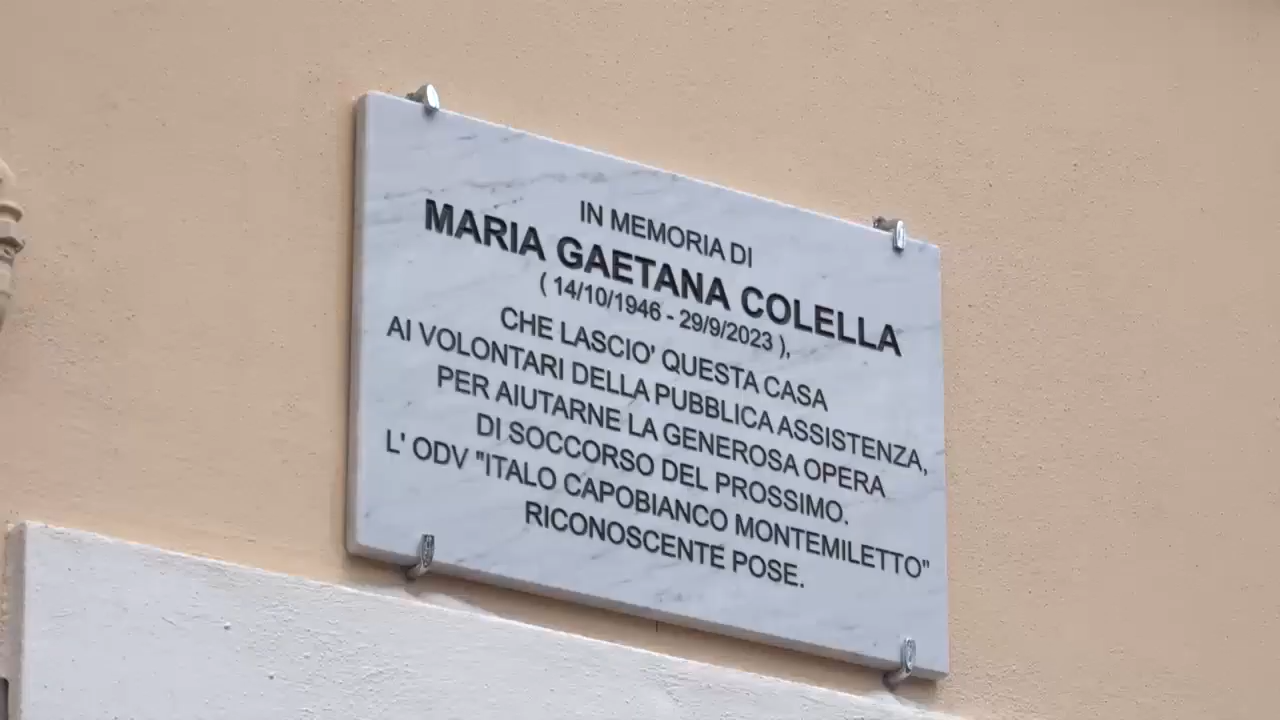 IN MEMORIA DI
MARIA GAETANA COLELLA
( 14/10/1946 - 29/9/2023 ),
CHE LASCIO' QUESTA CASA
AI VOLONTARI DELLA PUBBLICA ASSISTENZA,
PER AIUTARNE LA GENEROSA OPERA
DI SOCCORSO DEL PROSSIMO.
L' ODV "ITALO CAPOBIANCO MONTEMILETTO"
RICONOSCENTE POSE.